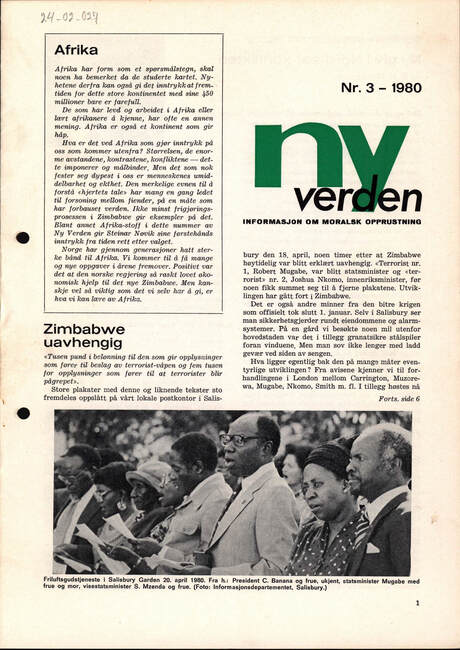 24-02-024
Afrika
Afrika har form som et spørsmålstegn, skal
noen ha bemerket da de studerte kartet. Ny-
hetene derfra kan også gi det inntrykk at frem-
tiden for dette store kontinentet med sine 450
millioner bare er farefull.
De som har levd og arbeidet i Afrika eller
lært afrikanere å kjenne, har ofte en annen
mening. Afrika er også et kontinent som gir
håp.
Hva er det ved Afrika som gjør inntrykk på
oss som kommer utenfra? Størrelsen, de enor-
me avstandene, kontrastene, konfliktene — det-
te imponerer og målbinder. Men det som nok
fester seg dypest i oss er menneskenes umid-
delbarhet og ekthet. Den merkelige evnen til å
forstå «hjertets tale» har mang en gang ledet
til forsoning mellom fiender, på en måte som
har forbauset verden. Ikke minst frigjørings-
prosessen i Zimbabwe gir eksempler på det.
Blant annet Afrika-stoff i dette nummer av
Ny Verden gir Steinar Nøvik sine førstehånds
inntrykk fra tiden rett etter valget.
Norge har gjennom generasjoner hatt ster-
ke bånd til Afrika. Vi kommer til å få mange
og nye oppgaver i årene fremover. Positivt var
det at den norske regjering så raskt lovet øko-
nomisk hjelp til det nye Zimbabwe. Men kan-
skje vel så viktig som det vi selv har å gi, er
hva vi kan lære av Afrika.
Nr. 3 – 1980
ny
verden
INFORMASJON OM MORALSK OPPRUSTNING
Zimbabwe
uavhengig
«Tusen pund i belønning til den som gir opplysninger
som fører til beslag av terrorist-våpen og fem tusen
for opplysninger som fører til at terrorister blir
pågrepet».
Store plakater med denne og liknende tekster sto
fremdeles oppslått på vårt lokale postkontor i Salis-
bury den 18. april, noen timer etter at Zimbabwe
høytidelig var blitt erklært uavhengig. «Terrorist nr.
1, Robert Mugabe, var blitt statsminister og «ter-
rorist» nr. 2, Joshua Nkomo, innenriksminister, før
noen fikk summet seg til å fjerne plakatene. Utvik-
lingen har gått fort i Zimbabwe.
Det er også andre minner fra den bitre krigen
som offisielt tok slutt 1. januar. Selv i Salisbury ser
man sikkerhetsgjerder rundt eiendommene og alarm-
systemer. På en gård vi besøkte noen mil utenfor
hovedstaden var det i tillegg granatsikre stålspiler
foran vinduene. Men man sov ikke lenger med ladd
gevær ved siden av sengen.
Hva ligger egentlig bak den på mange måter even-
tyrlige utviklingen? Fra avisene kjenner vi til for-
handlingene i London mellom Carrington, Muzore-
wa, Mugabe, Nkomo, Smith m. fl. I tillegg høstes nå
Forts. side 6
Friluftsgudstjeneste i Salisbury Garden 20. april 1980. Fra h.: President C. Banana og frue, ukjent, statsminister Mugabe med
frue og mor, visestatsminister S. Mzenda og frue. (Foto: Informasjonsdepartementet, Salisbury.)
1